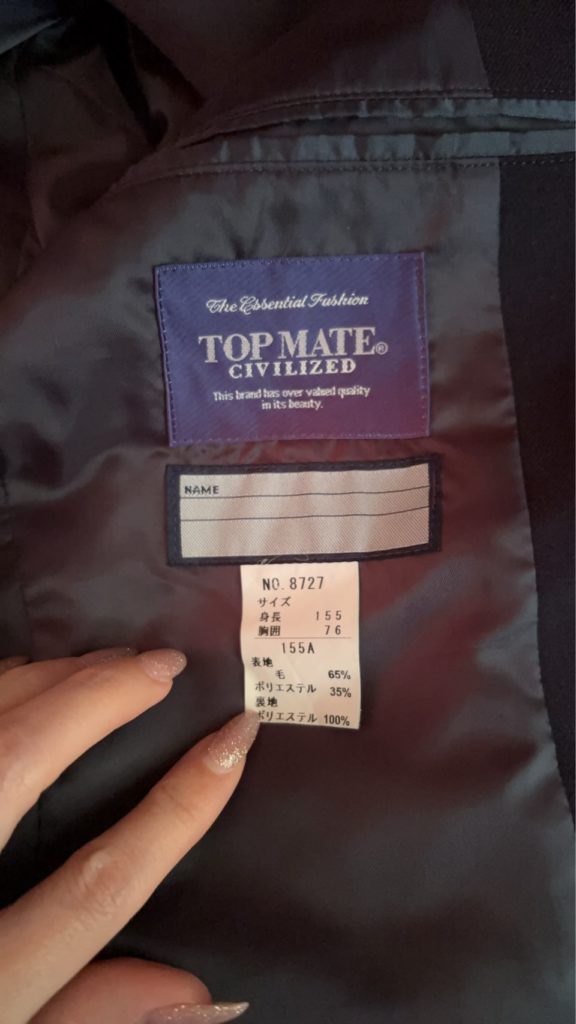 The Essential Fashion
TOP MATE®
CIVILIZED
This brand has over valued quality
in its beauty.
NAME
NO. 8727
サイズ
身長 155
胸囲 76
155A
表地
毛 65%
ポリエステル 35%
裏地
ポリエステル 100%